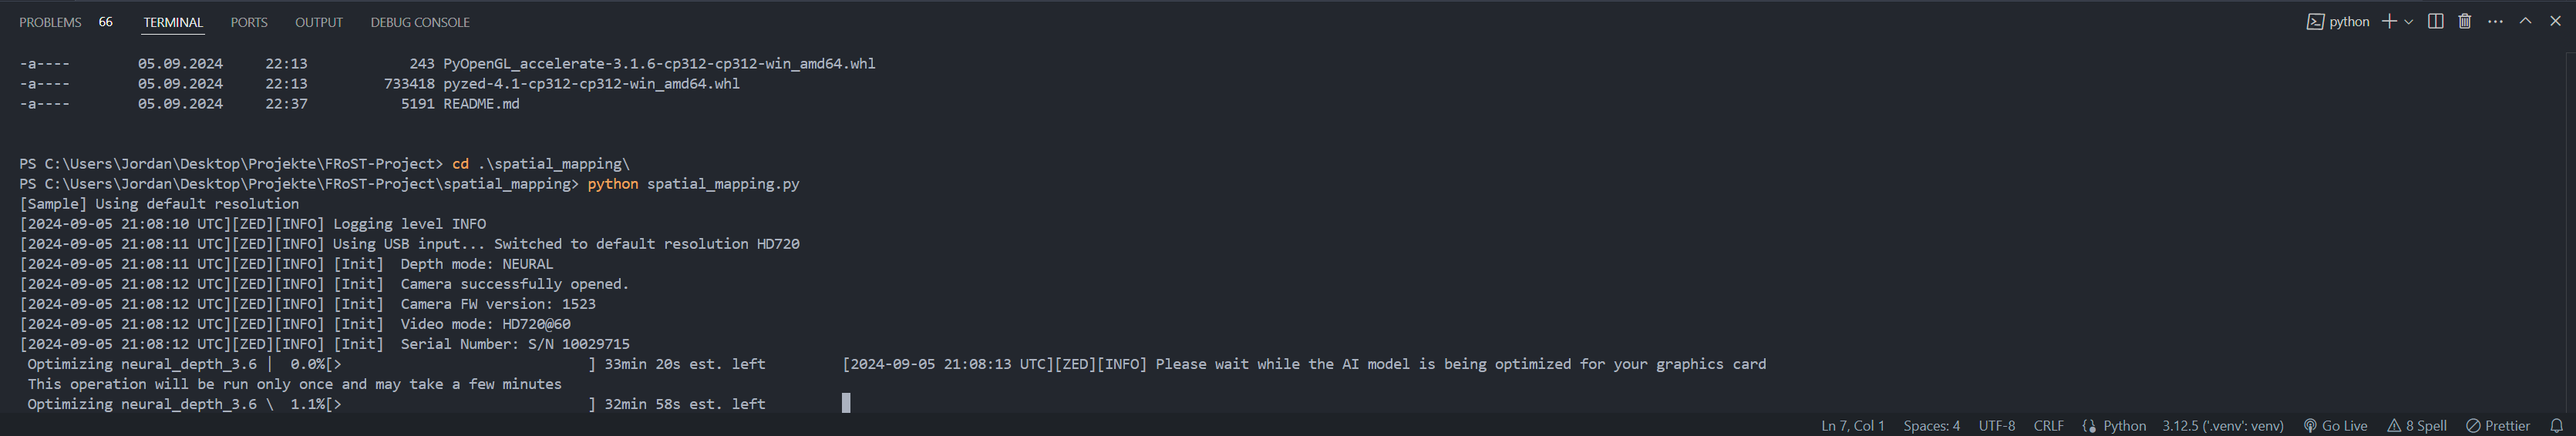 PROBLEMS 66 TERMINAL PORTS OUTPUT DEBUG CONSOLE python
-a---- 05.09.2024 22:13 243 PyOpenGL_accelerate-3.1.6-cp312-cp312-win_amd64.whl
-a---- 05.09.2024 22:13 733418 pyzed-4.1-cp312-cp312-win_amd64.whl
-a---- 05.09.2024 22:37 5191 README.md
PS C:\Users\Jordan\Desktop\Projekte\FRoST-Project> cd .\spatial_mapping\
PS C:\Users\Jordan\Desktop\Projekte\FRoST-Project\spatial_mapping> python spatial_mapping.py
[Sample] Using default resolution
[2024-09-05 21:08:10 UTC][ZED][INFO] Logging level INFO
[2024-09-05 21:08:11 UTC][ZED][INFO] Using USB input... Switched to default resolution HD720
[2024-09-05 21:08:11 UTC][ZED][INFO] [Init] Depth mode: NEURAL
[2024-09-05 21:08:12 UTC][ZED][INFO] [Init] Camera successfully opened.
[2024-09-05 21:08:12 UTC][ZED][INFO] [Init] Camera FW version: 1523
[2024-09-05 21:08:12 UTC][ZED][INFO] [Init] Video mode: HD720@60
[2024-09-05 21:08:12 UTC][ZED][INFO] [Init] Serial Number: S/N 10029715
Optimizing neural_depth_3.6 | 0.0%[> ] 33min 20s est. left [2024-09-05 21:08:13 UTC][ZED][INFO] Please wait while the AI model is being optimized for your graphics card
This operation will be run only once and may take a few minutes
Optimizing neural_depth_3.6 \ 1.1%[> ] 32min 58s est. left
Ln 7, Col 1 Spaces: 4 UTF-8 CRLF Python 3.12.5 ('.venv': venv) Go Live 8 Spell Prettier